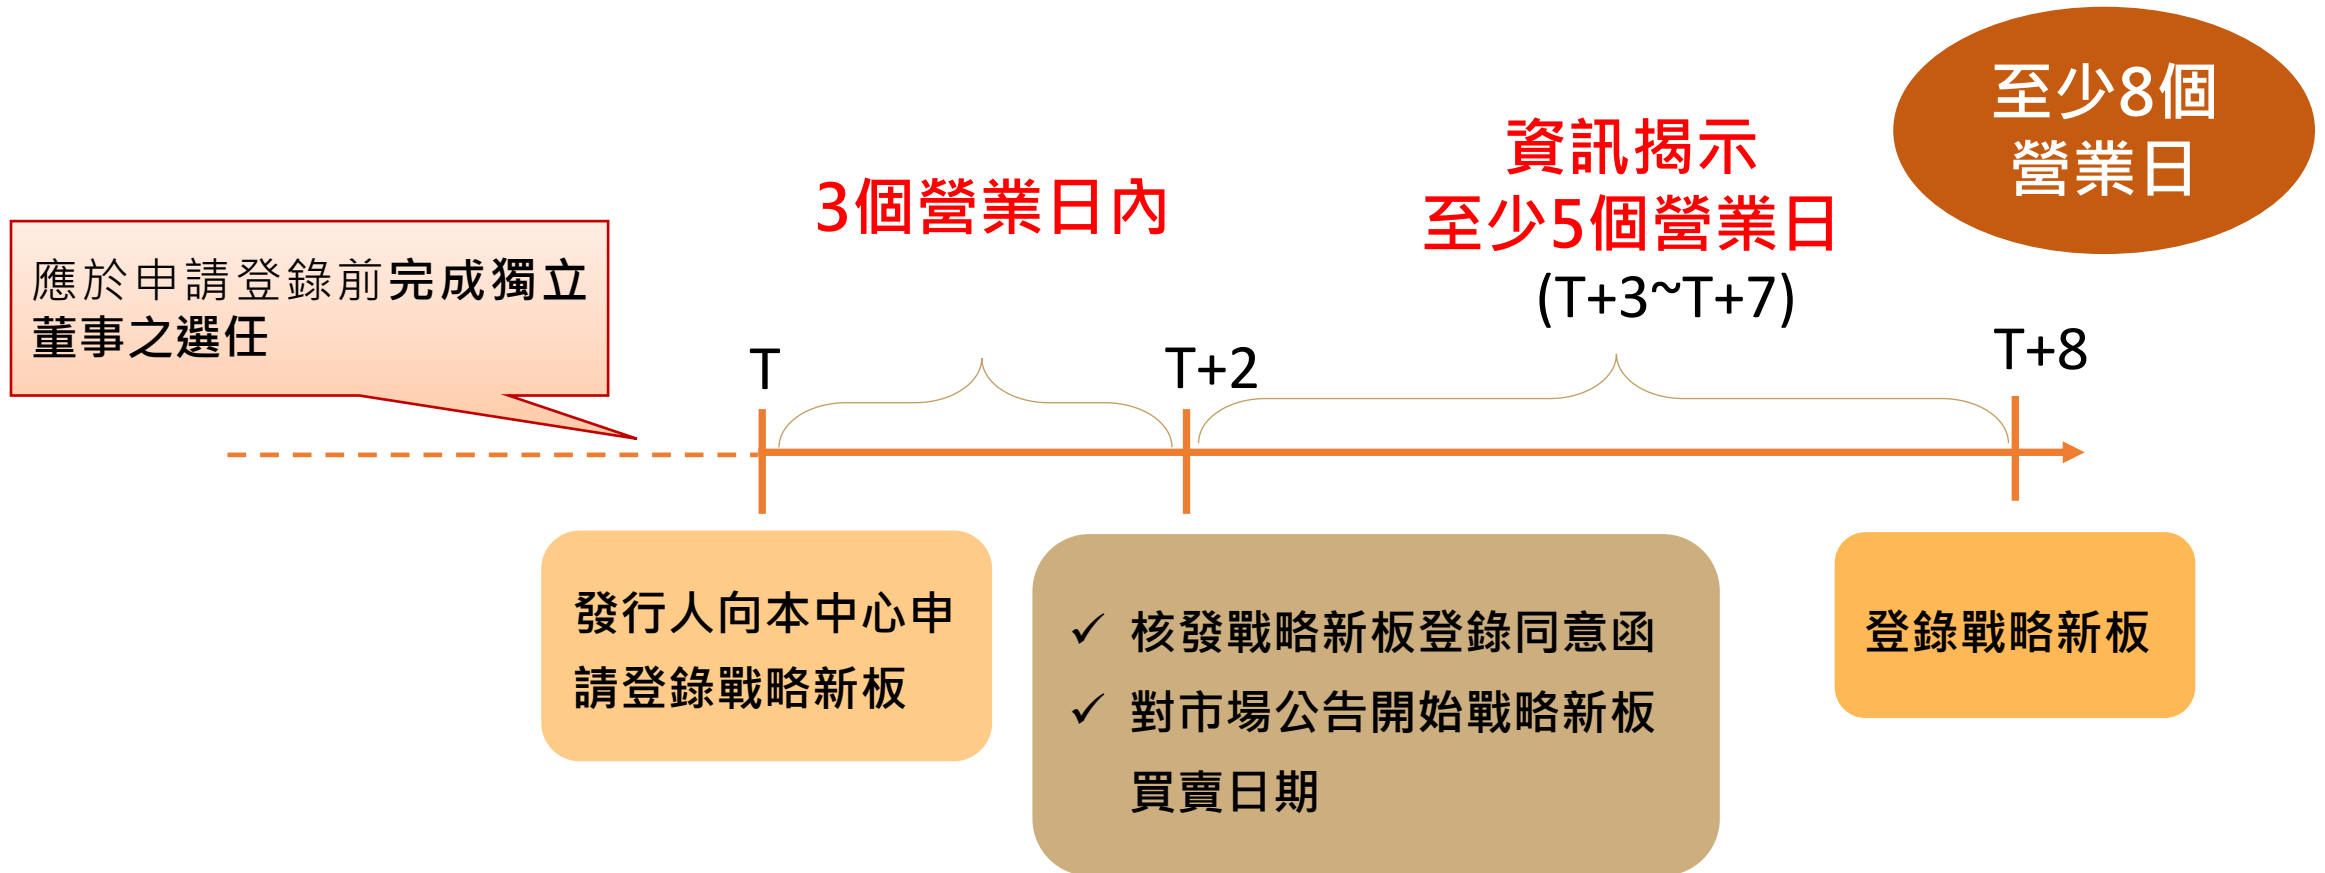 至少8個
營業日
資訊揭示
至少5個營業日
(T+3~T+7)
3個營業日內
應於申請登錄前完成獨立
董事之選任
T
T+2
T+8
發行人向本中心申
請登錄戰略新板
✓ 核發戰略新板登錄同意函
✓ 對市場公告開始戰略新板
買賣日期
登錄戰略新板